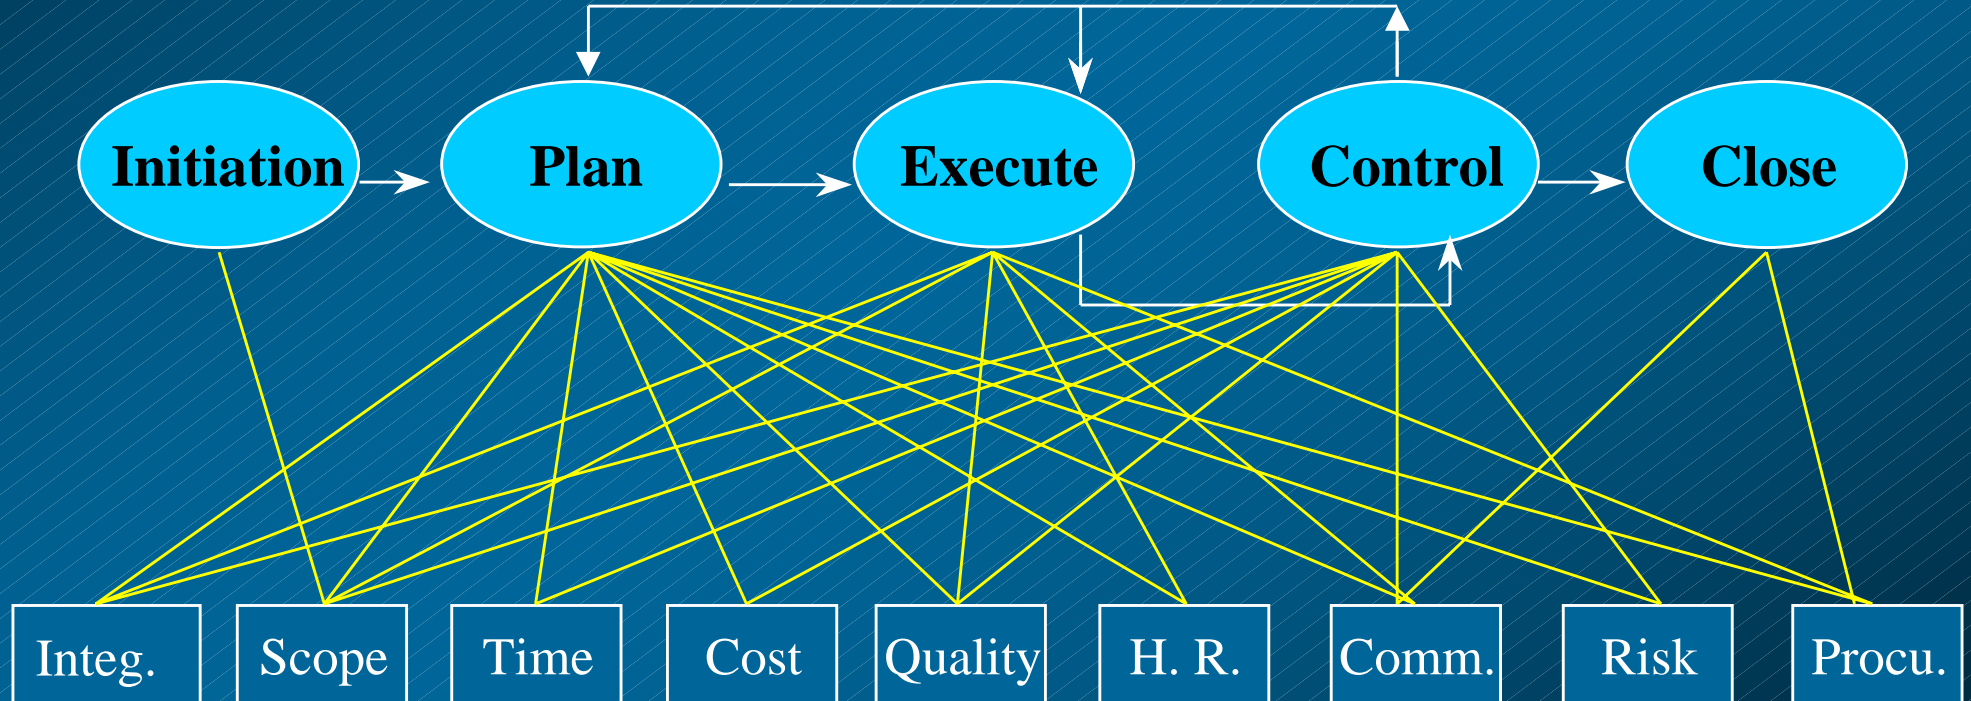 Initiation
Plan
Execute
Control
Close
Integ.
Scope
Time
Cost
Quality
H. R.
Comm.
Risk
Procu.